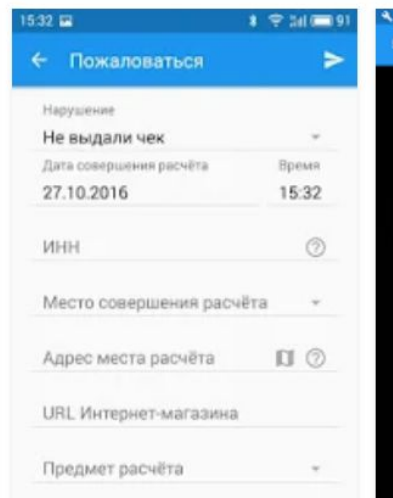 15:32 91
Пожаловаться
Нарушение
Не выдали чек
Дата совершения расчёта Время
27.10.2016 15:32
ИНН
Место совершения расчёта
Адрес места расчёта
URL Интернет-магазина
Предмет расчёта